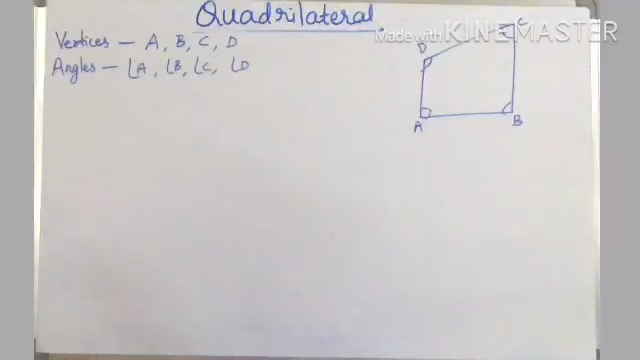 Quadrilateral.
Vertices — A, B, C, D
Angles — ∠A, ∠B, ∠C, ∠D
Made with KINEMASTER
D
C
A
B